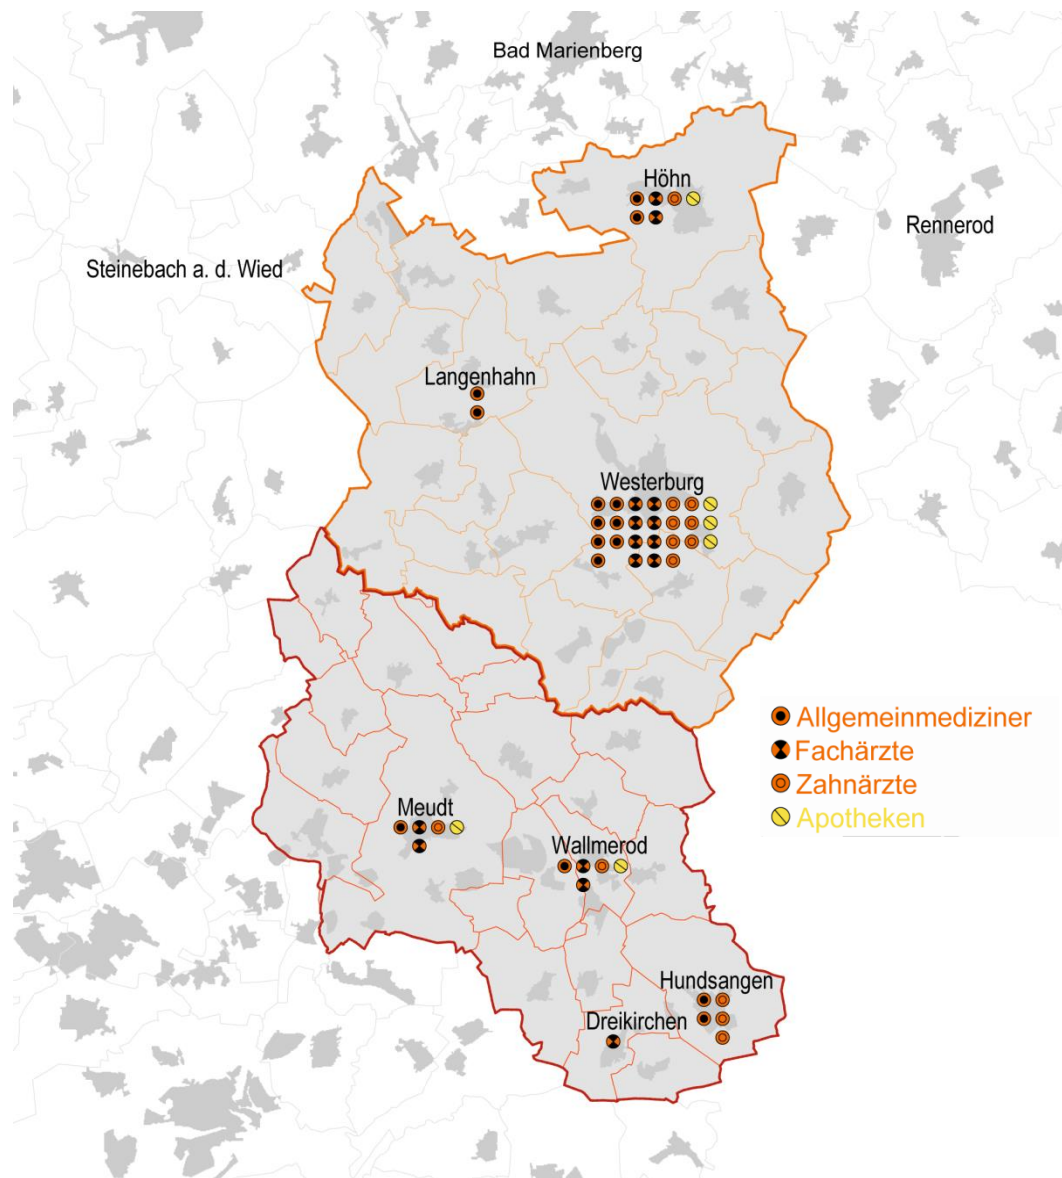 Bad Marienberg
Höhn
Rennerod
Steinebach a. d. Wied
Langenhahn
Westerburg
Allgemeinmediziner
Fachärzte
Zahnärzte
Apotheken
Meudt
Wallmerod
Hundsangen
Dreikirchen